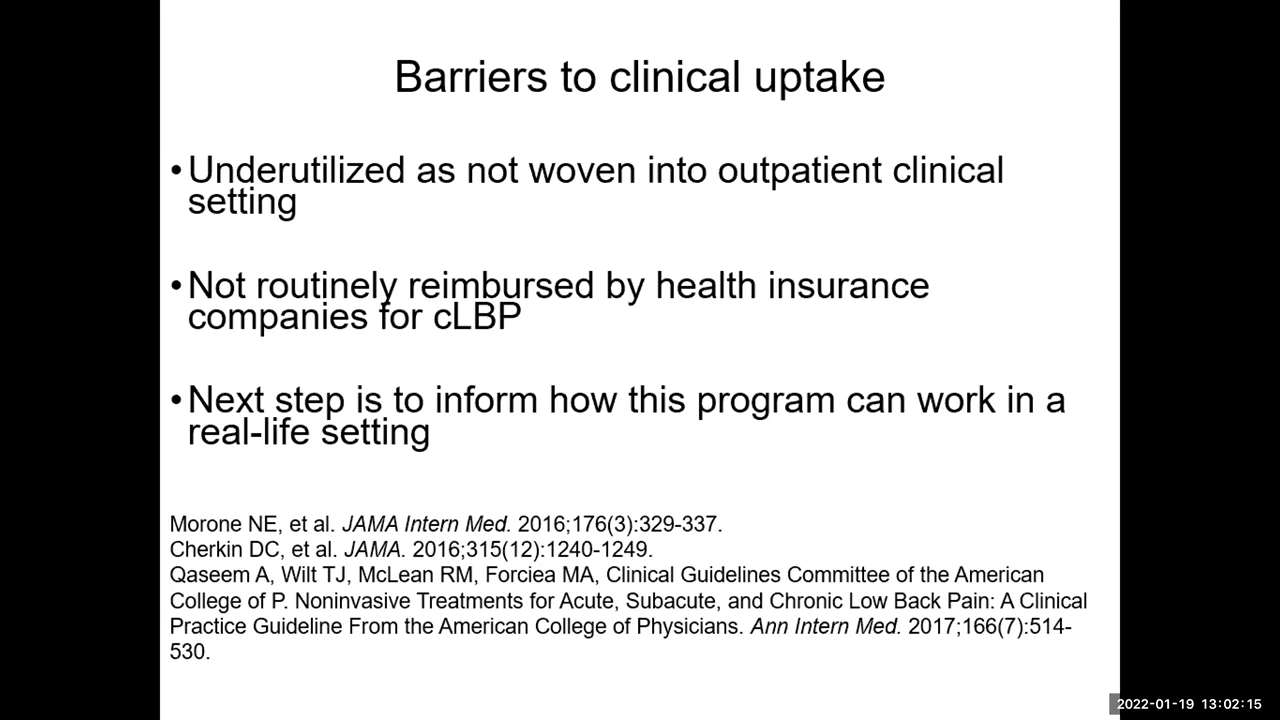 Barriers to clinical uptake
• Underutilized as not woven into outpatient clinical
setting
• Not routinely reimbursed by health insurance
companies for cLBP
• Next step is to inform how this program can work in a
real-life setting
Morone NE, et al. JAMA Intern Med. 2016;176(3):329-337.
Cherkin DC, et al. JAMA. 2016;315(12):1240-1249.
Qaseem A, Wilt TJ, McLean RM, Forciea MA, Clinical Guidelines Committee of the American
College of P. Noninvasive Treatments for Acute, Subacute, and Chronic Low Back Pain: A Clinical
Practice Guideline From the American College of Physicians. Ann Intern Med. 2017;166(7):514-
530.
2022-01-19 13:02:15